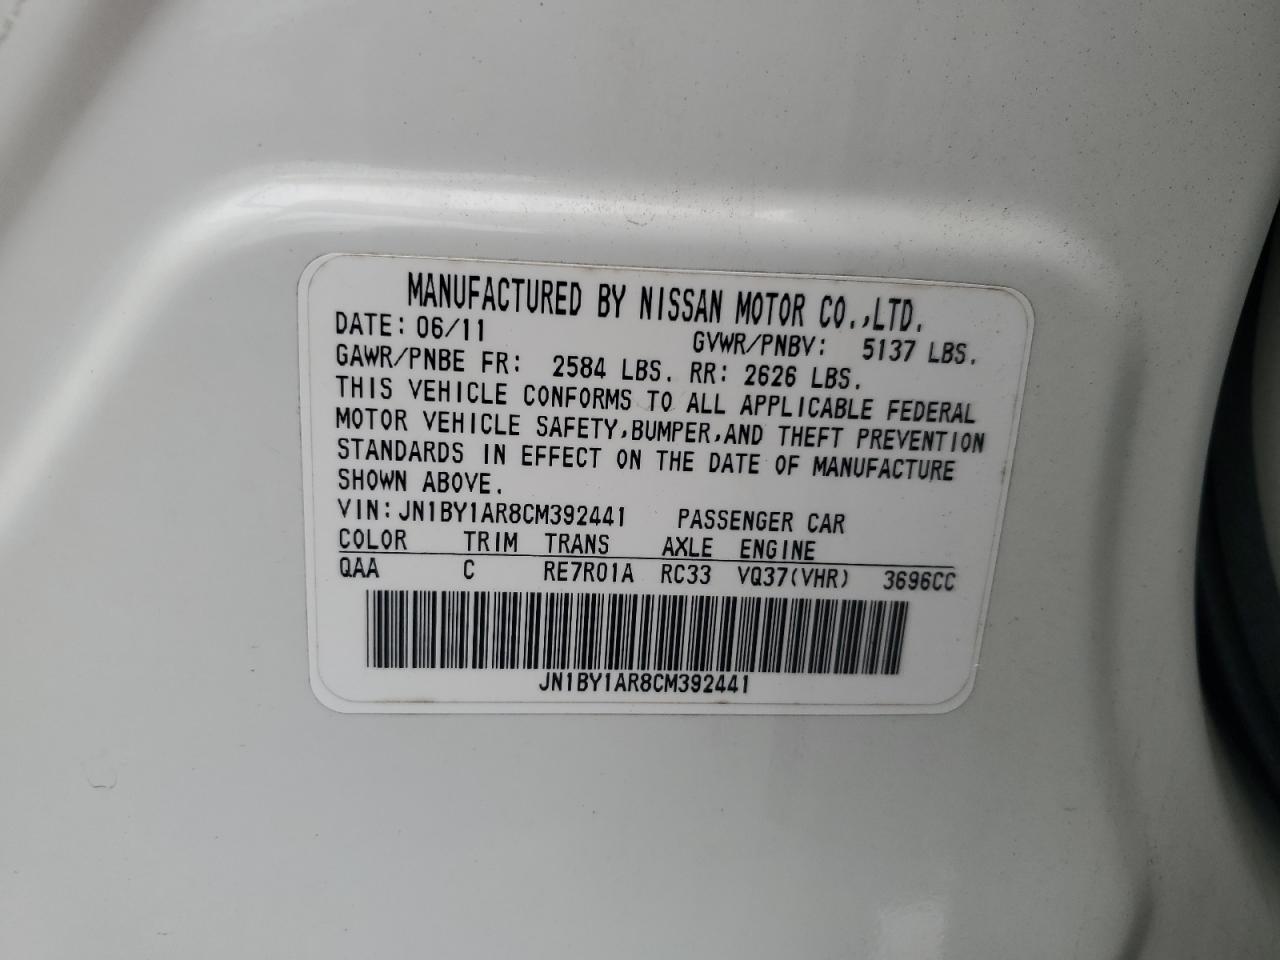 MANUFACTURED BY NISSAN MOTOR CO.,LTD.
DATE: 06/11 GVWR/PNBV: 5137 LBS.
GAWR/PNBE FR: 2584 LBS. RR: 2626 LBS.
THIS VEHICLE CONFORMS TO ALL APPLICABLE FEDERAL
MOTOR VEHICLE SAFETY,BUMPER,AND THEFT PREVENTION
STANDARDS IN EFFECT ON THE DATE OF MANUFACTURE
SHOWN ABOVE.
VIN:JN1BY1AR8CM392441 PASSENGER CAR
COLOR TRIM TRANS AXLE ENGINE
QAA C RE7R01A RC33 VQ37(VHR) 3696CC
JN1BY1AR8CM392441